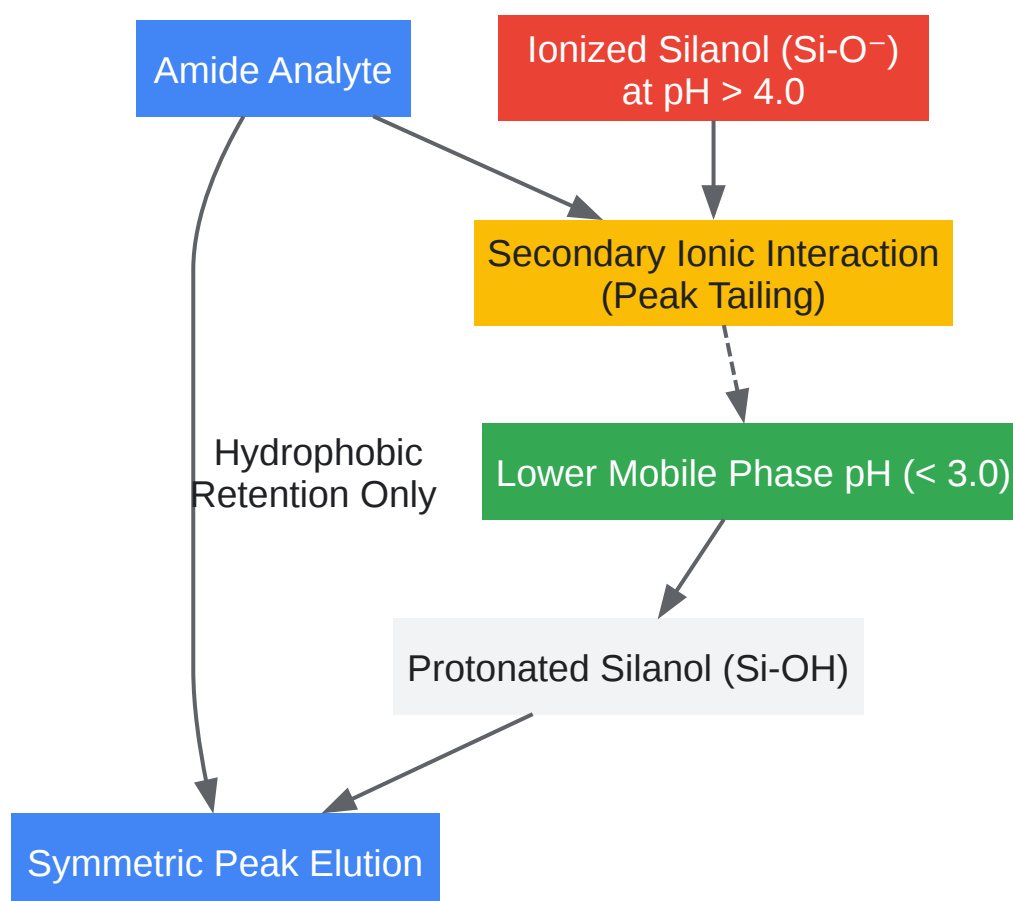 Amide Analyte
Ionized Silanol (Si-O⁻)
at pH > 4.0
Secondary Ionic Interaction
(Peak Tailing)
Hydrophobic
Retention Only
Lower Mobile Phase pH (< 3.0)
Protonated Silanol (Si-OH)
Symmetric Peak Elution